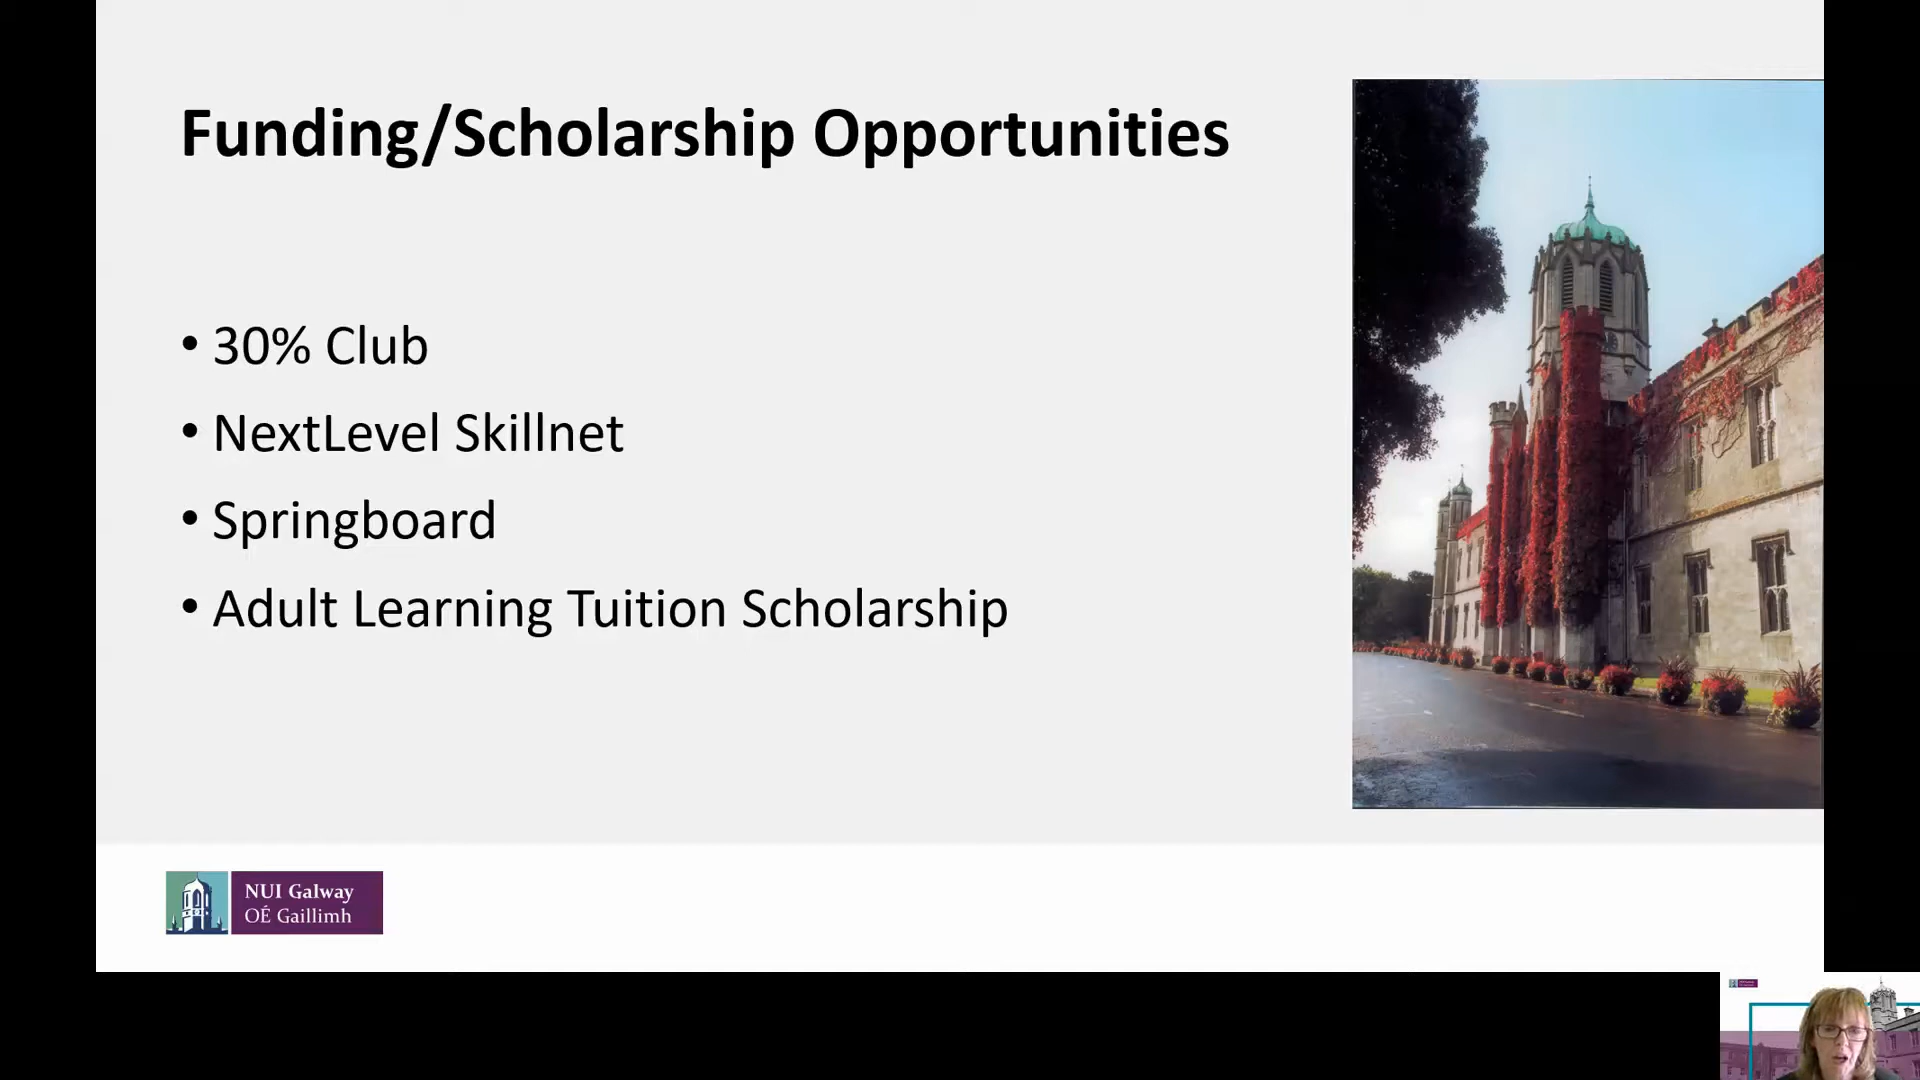 Funding/Scholarship Opportunities
• 30% Club
• NextLevel Skillnet
• Springboard
• Adult Learning Tuition Scholarship
NUI Galway
OÉ Gaillimh